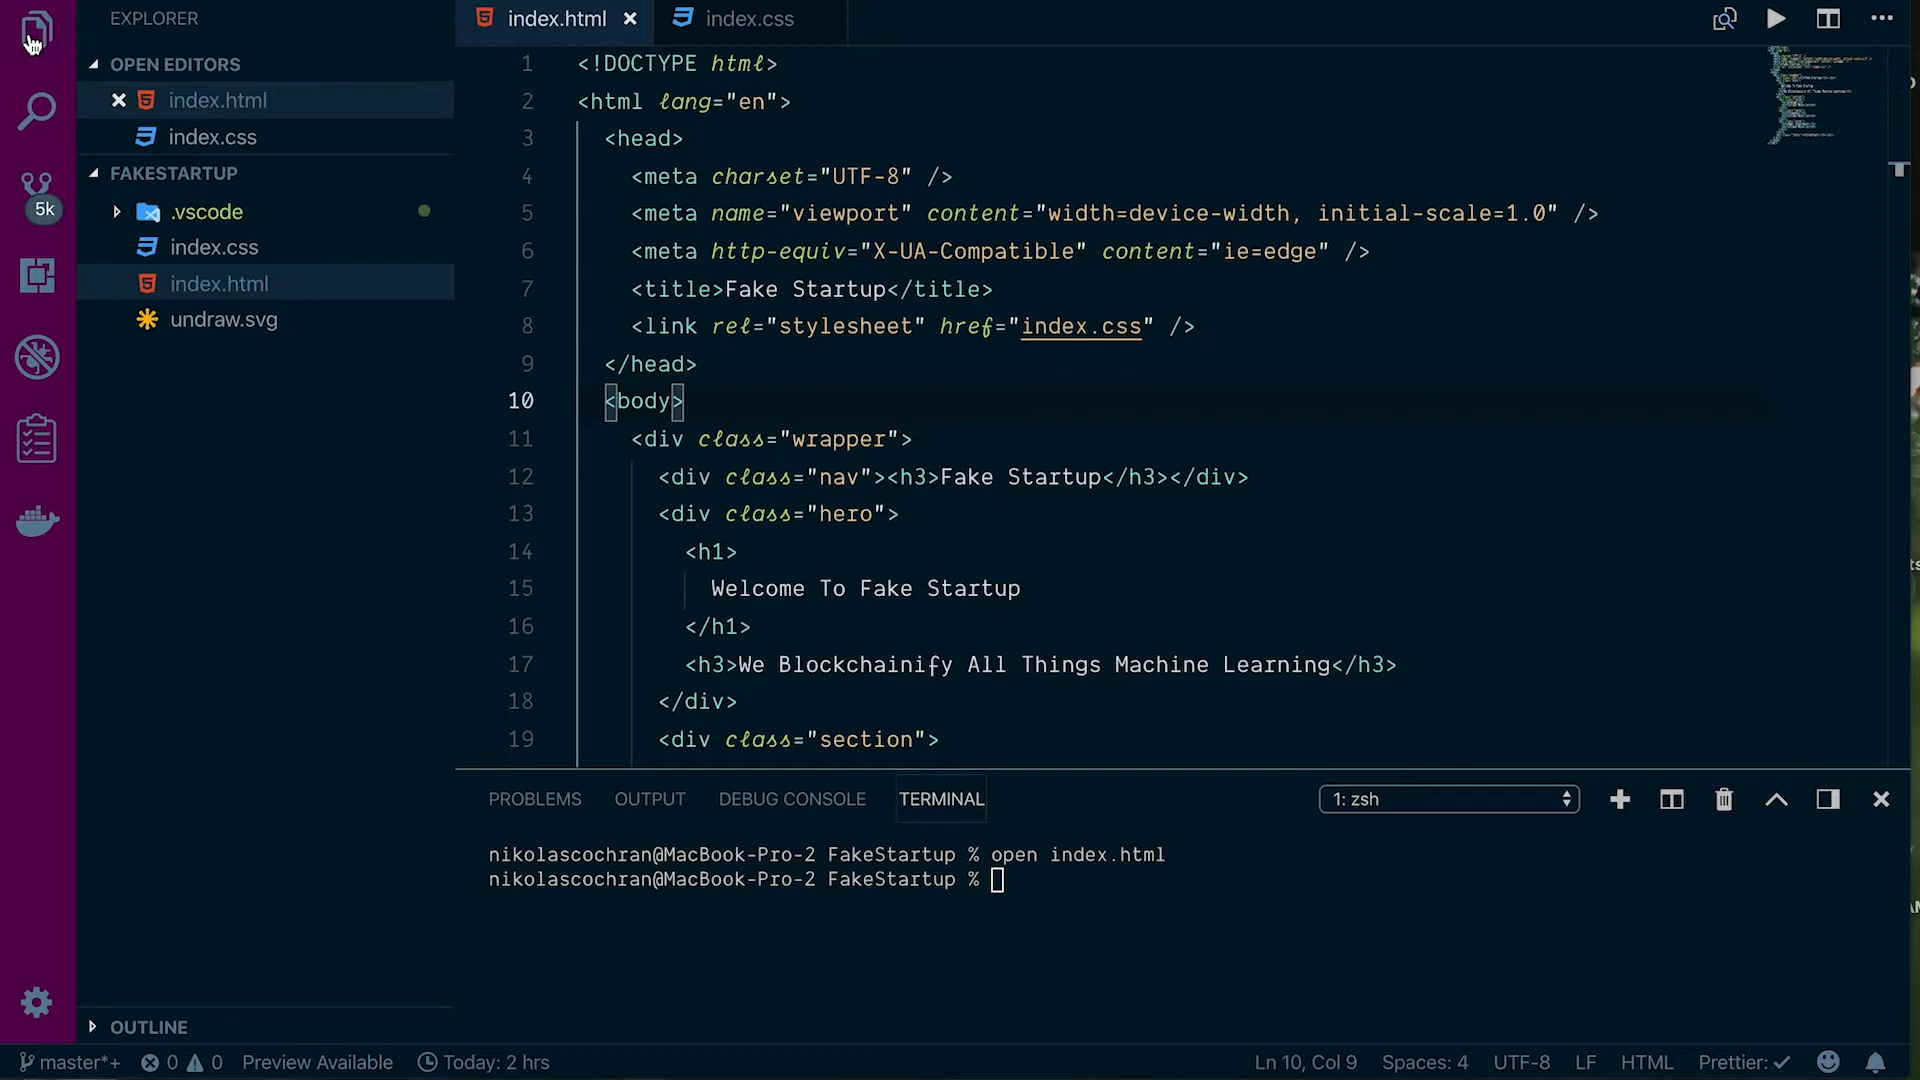 EXPLORER
OPEN EDITORS
index.html
index.css
FAKESTARTUP
.vscode
index.css
index.html
undraw.svg
5k
OUTLINE
index.html
index.css
1 <!DOCTYPE html>
2 <html lang="en">
3 <head>
4 <meta charset="UTF-8" />
5 <meta name="viewport" content="width=device-width, initial-scale=1.0" />
6 <meta http-equiv="X-UA-Compatible" content="ie=edge" />
7 <title>Fake Startup</title>
8 <link rel="stylesheet" href="index.css" />
9 </head>
10 <body>
11 <div class="wrapper">
12 <div class="nav"><h3>Fake Startup</h3></div>
13 <div class="hero">
14 <h1>
15 Welcome To Fake Startup
16 </h1>
17 <h3>We Blockchainify All Things Machine Learning</h3>
18 </div>
19 <div class="section">
PROBLEMS OUTPUT DEBUG CONSOLE TERMINAL 1: zsh
nikolascochran@MacBook-Pro-2 FakeStartup % open index.html
nikolascochran@MacBook-Pro-2 FakeStartup %
master*+ 0 0 Preview Available Today: 2 hrs Ln 10, Col 9 Spaces: 4 UTF-8 LF HTML Prettier: ✓